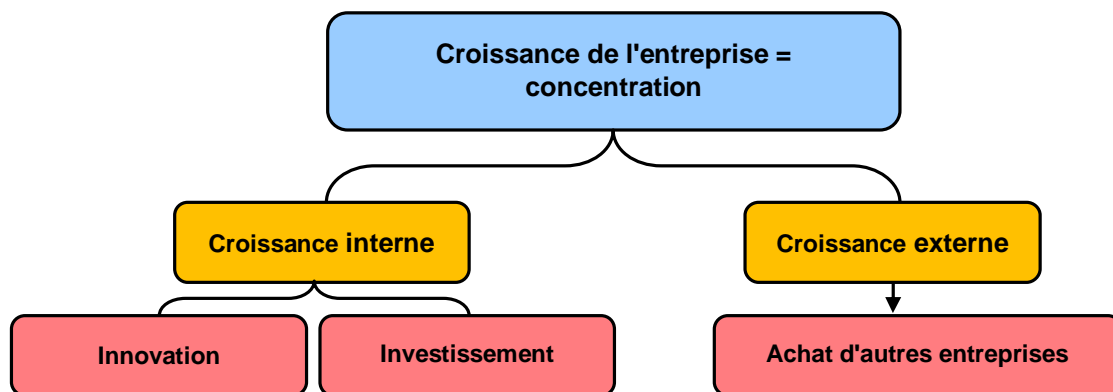 Croissance de l'entreprise =
concentration
Croissance interne
Croissance externe
Innovation
Investissement
Achat d'autres entreprises